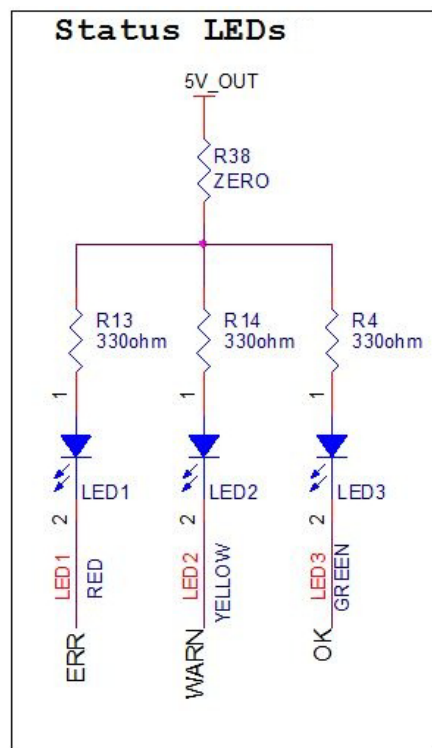 Status LEDs
5V_OUT
R38
ZERO
R13
330ohm
R14
330ohm
R4
330ohm
1
1
1
LED1
LED2
LED3
2
2
2
LED1
RED
LED2
YELLOW
LED3
GREEN
ERR
WARN
OK